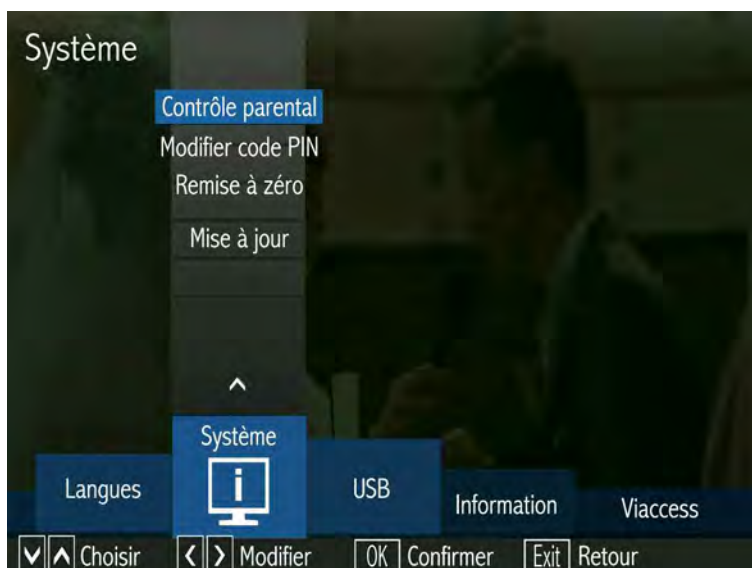 Système
Contrôle parental
Modifier code PIN
Remise à zéro
Mise à jour
Système
Langues
USB
Information
Viaccess
Choisir
Modifier
OK Confirmer
Exit Retour